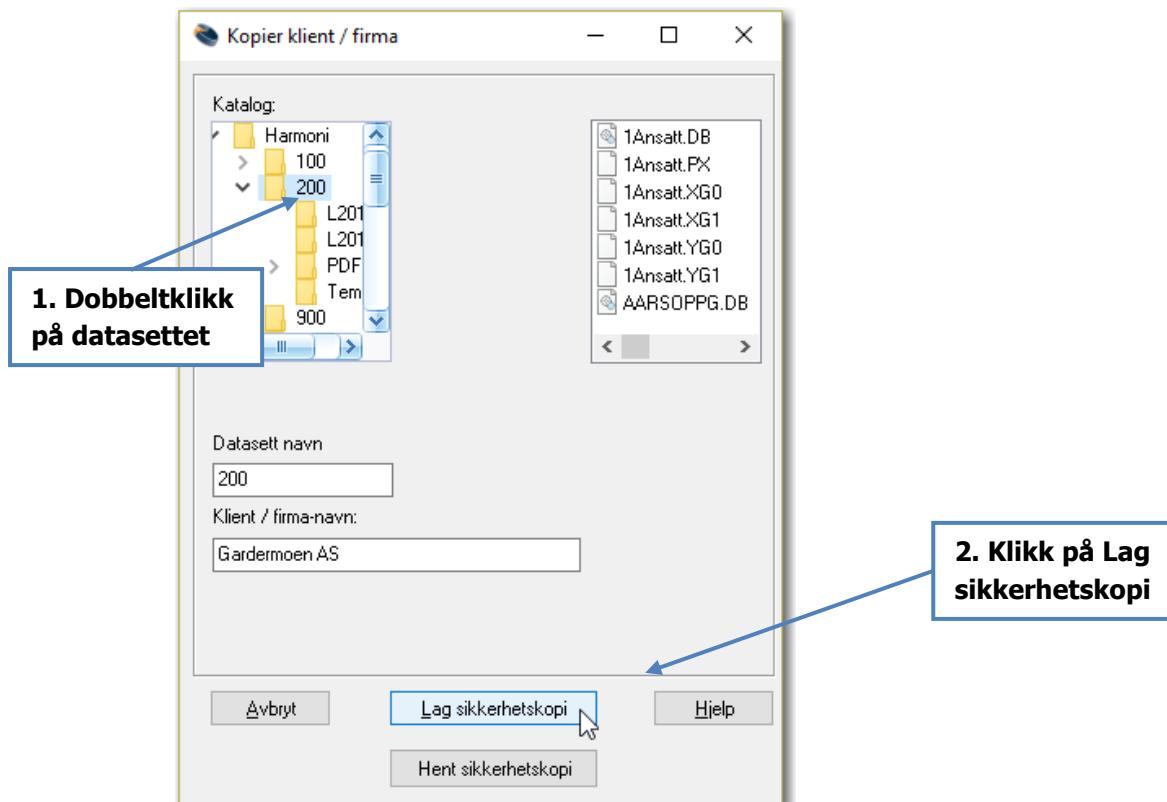 Kopier klient / firma
Katalog:
Harmoni
100
200
L201
L201
PDF
Tem
900
1Ansatt.DB
1Ansatt.PX
1Ansatt.XG0
1Ansatt.XG1
1Ansatt.YG0
1Ansatt.YG1
AARSOPPG.DB
1. Dobbeltklikk
på datasettet
Datasett navn
200
Klient / firma-navn:
Gardermoen AS
2. Klikk på Lag
sikkerhetskopi
Avbryt
Lag sikkerhetskopi
Hjelp
Hent sikkerhetskopi